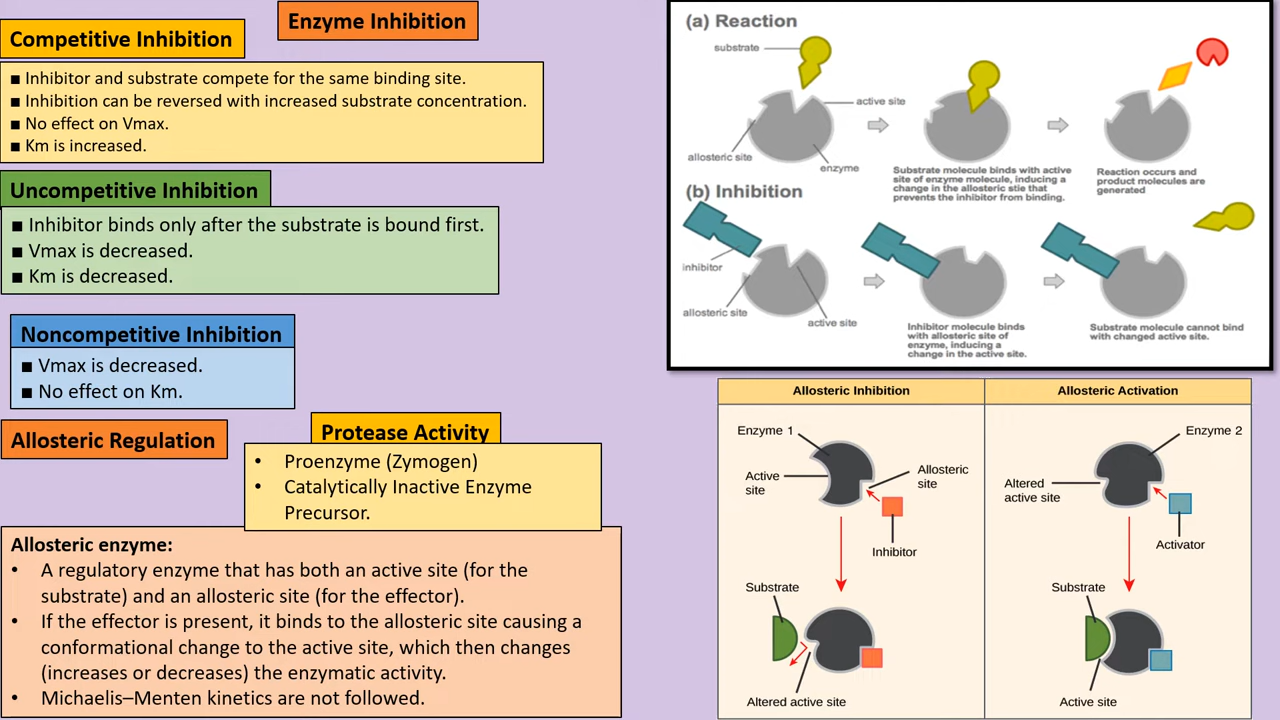 Enzyme Inhibition
Competitive Inhibition
■ Inhibitor and substrate compete for the same binding site.
■ Inhibition can be reversed with increased substrate concentration.
■ No effect on Vmax.
■ Km is increased.
Uncompetitive Inhibition
■ Inhibitor binds only after the substrate is bound first.
■ Vmax is decreased.
■ Km is decreased.
Noncompetitive Inhibition
■ Vmax is decreased.
■ No effect on Km.
Allosteric Regulation
Protease Activity
• Proenzyme (Zymogen)
• Catalytically Inactive Enzyme
Precursor.
Allosteric enzyme:
• A regulatory enzyme that has both an active site (for the
substrate) and an allosteric site (for the effector).
• If the effector is present, it binds to the allosteric site causing a
conformational change to the active site, which then changes
(increases or decreases) the enzymatic activity.
• Michaelis–Menten kinetics are not followed.
(a) Reaction
substrate
active site
allosteric site
enzyme
Substrate molecule binds with active
site of enzyme molecule, inducing a
change in the allosteric stie that
prevents the inhibitor from binding.
Reaction occurs and
product molecules are
generated
(b) Inhibition
inhibitor
allosteric site
active site
Inhibitor molecule binds
with allosteric site of
enzyme, inducing a
change in the active site.
Substrate molecule cannot bind
with changed active site.
Allosteric Inhibition
Allosteric Activation
Enzyme 1
Active
site
Allosteric
site
Inhibitor
Substrate
Altered active site
Enzyme 2
Altered
active site
Activator
Substrate
Active site